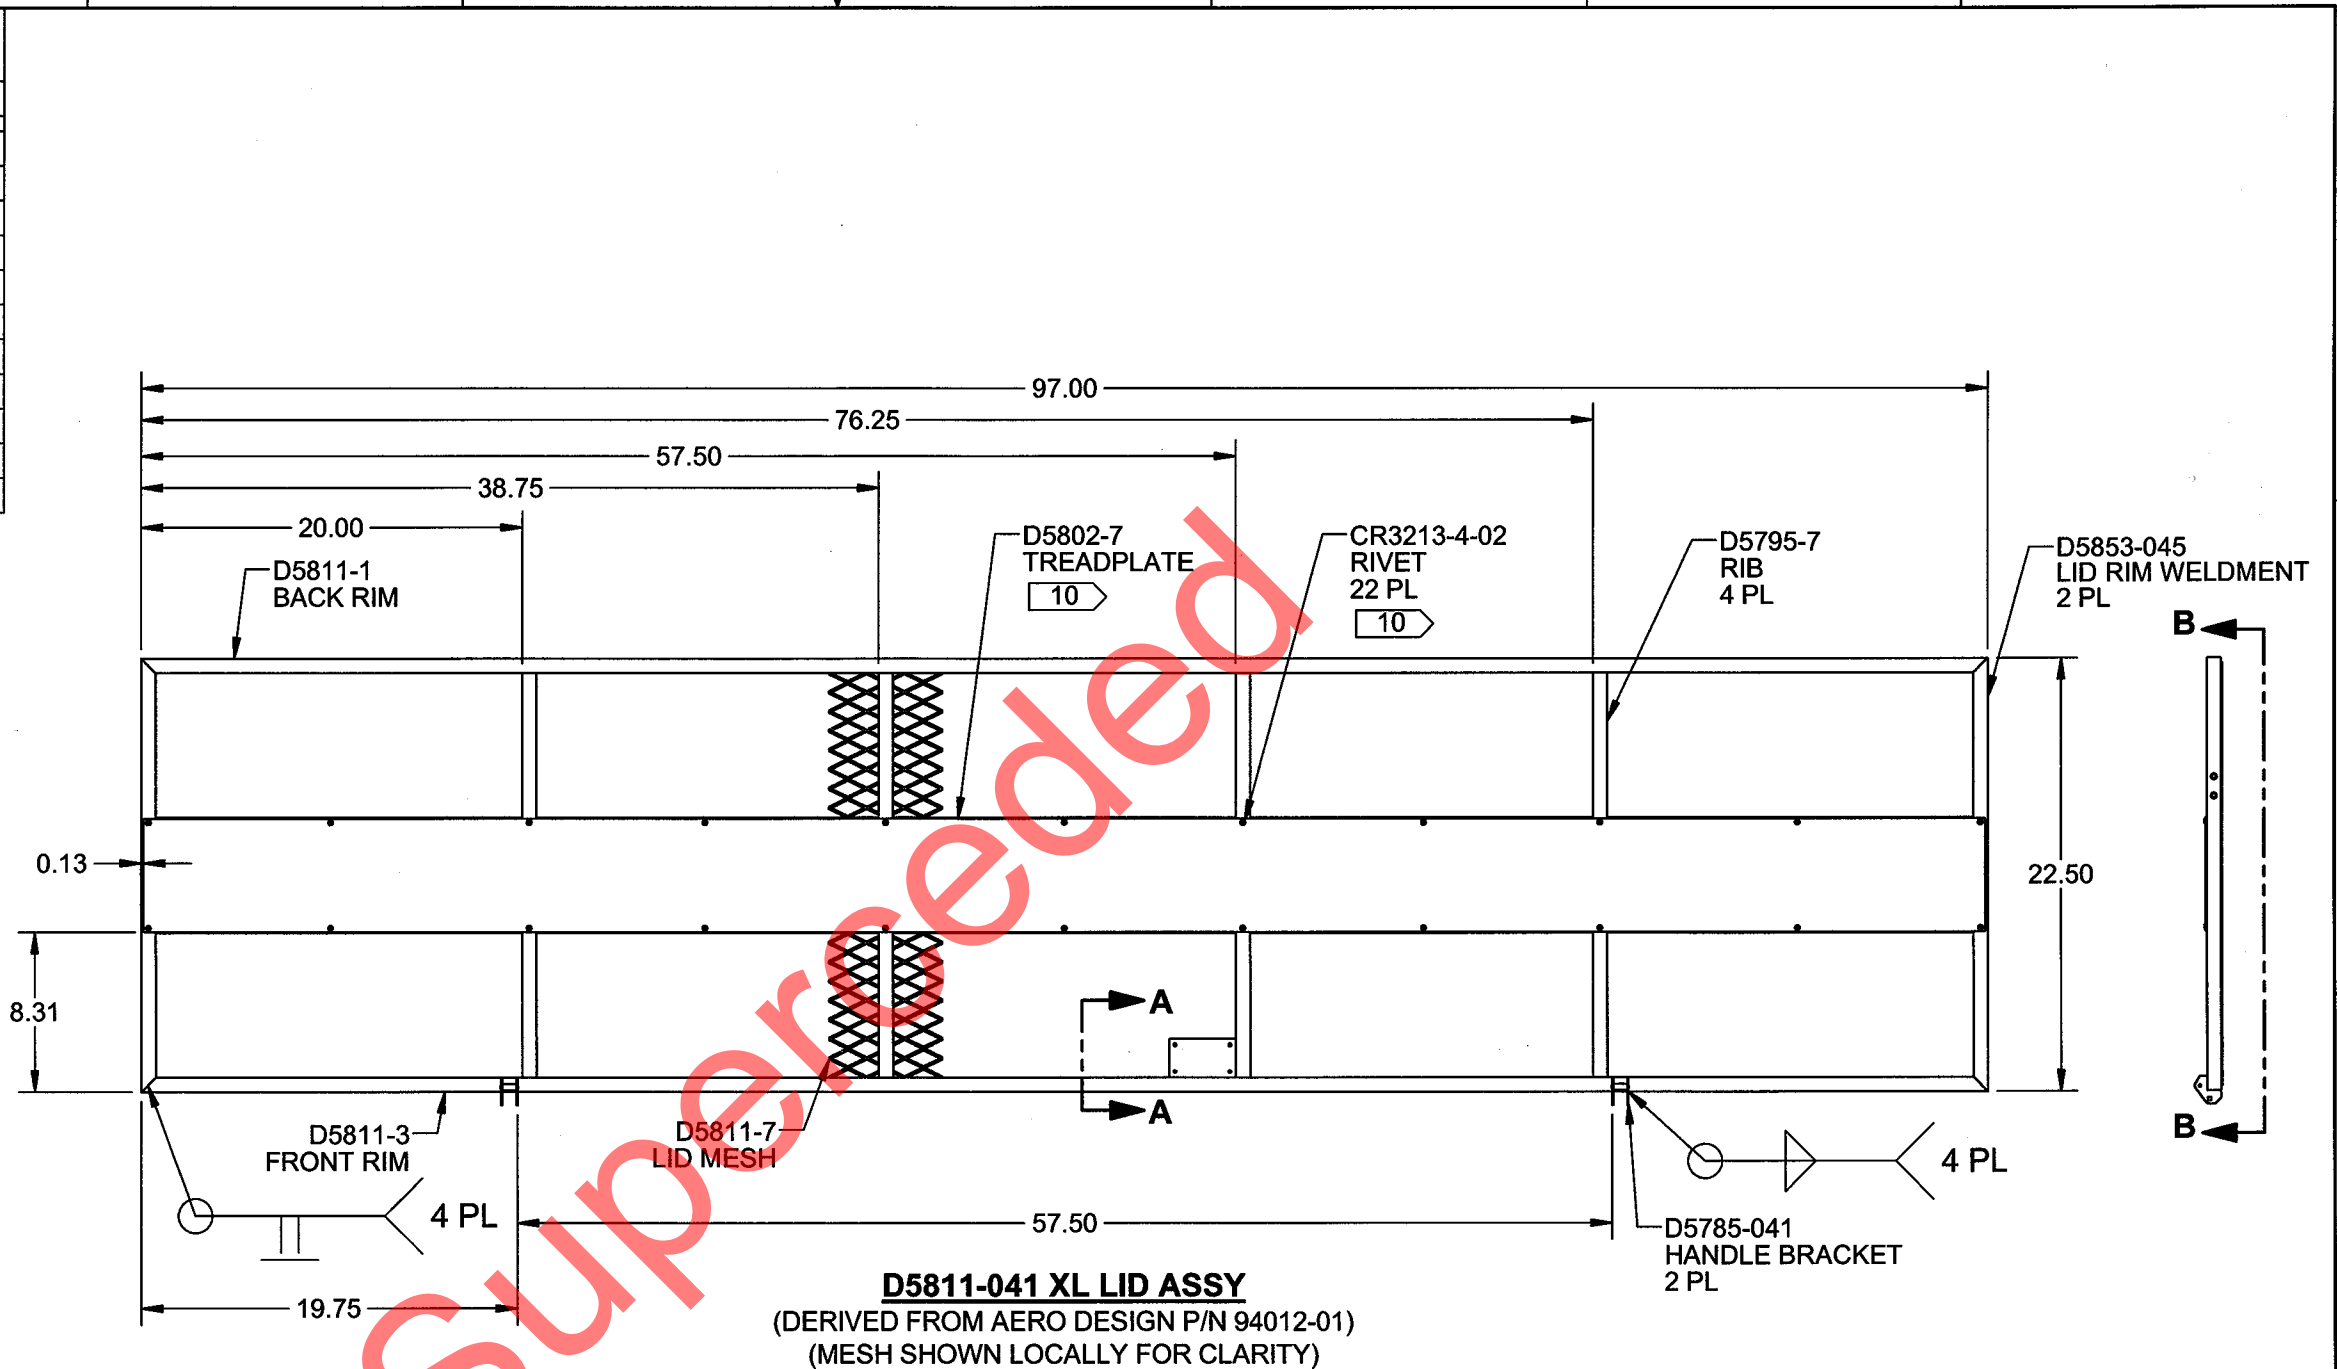 97.00
76.25
57.50
38.75
20.00
D5811-1
BACK RIM
D5802-7
TREADPLATE
10
CR3213-4-02
RIVET
22 PL
10
D5795-7
RIB
4 PL
D5853-045
LID RIM WELDMENT
2 PL
B
0.13
22.50
8.31
A
A
B
D5811-3
FRONT RIM
D5811-7
LID MESH
4 PL
4 PL
57.50
D5785-041
HANDLE BRACKET
2 PL
19.75
D5811-041 XL LID ASSY
(DERIVED FROM AERO DESIGN P/N 94012-01)
(MESH SHOWN LOCALLY FOR CLARITY)
Superceded